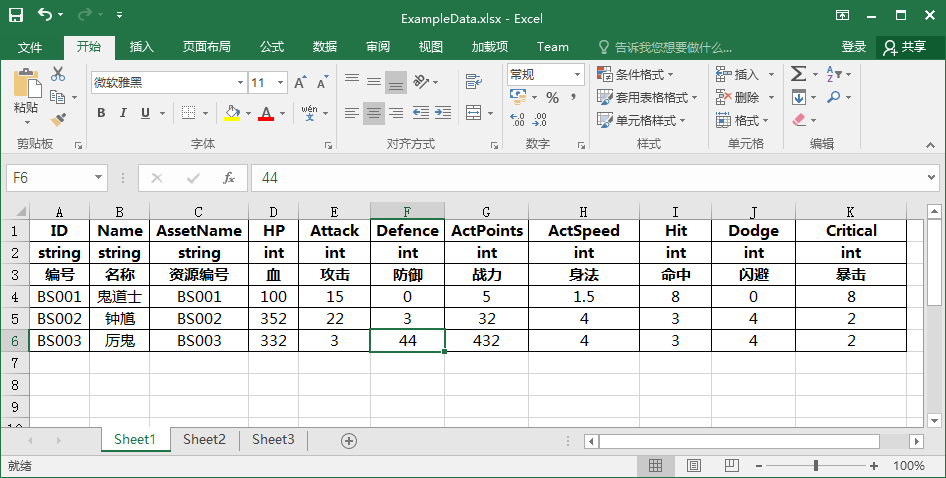 ExampleData.xlsx - Excel
文件 开始 插入 页面布局 公式 数据 审阅 视图 加载项 Team 告诉我您想要做什么... 登录 共享
粘贴
微软雅黑 11 A A
B I U A wén 文
常规
% ,
条件格式
套用表格格式
单元格样式
插入
删除
格式
剪贴板 字体 对齐方式 数字 样式 单元格 编辑
F6 fx 44
A B C D E F G H I J K
1 ID Name AssetName HP Attack Defence ActPoints ActSpeed Hit Dodge Critical
2 string string string int int int int int int int int
3 编号 名称 资源编号 血 攻击 防御 战力 身法 命中 闪避 暴击
4 BS001 鬼道士 BS001 100 15 0 5 1.5 8 0 8
5 BS002 钟馗 BS002 352 22 3 32 4 3 4 2
6 BS003 厉鬼 BS003 332 3 44 432 4 3 4 2
7
8
9
10
Sheet1 Sheet2 Sheet3
就绪 100%